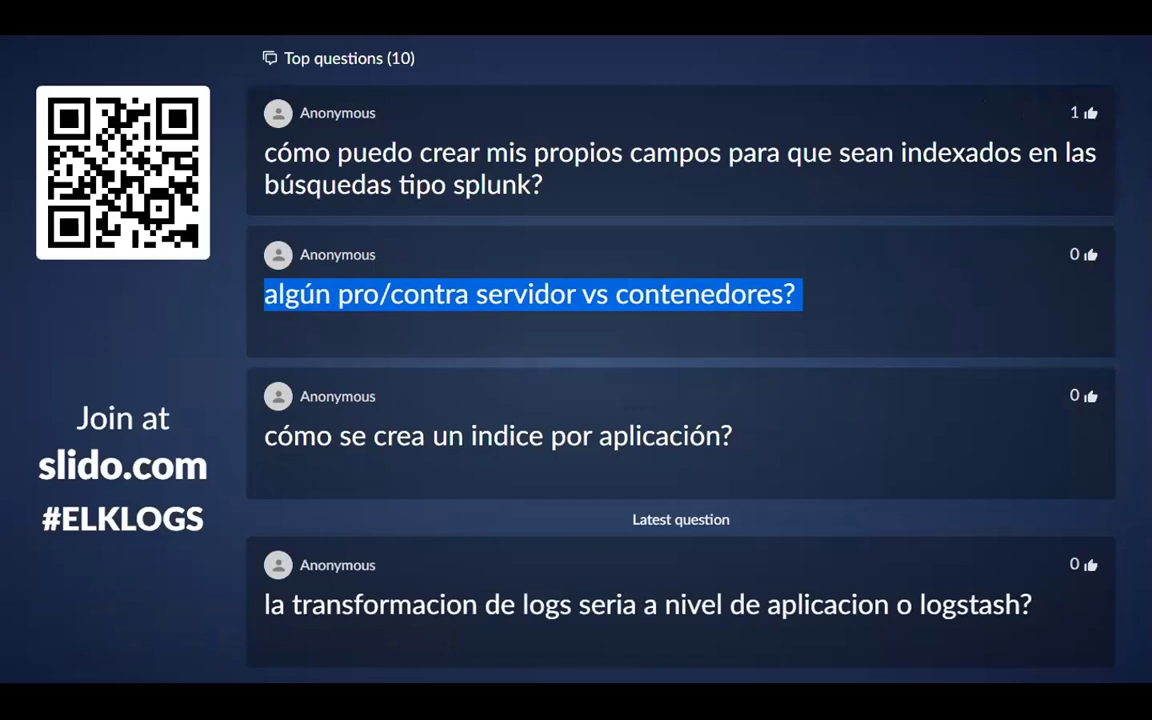 Top questions (10)
Anonymous
1
cómo puedo crear mis propios campos para que sean indexados en las
búsquedas tipo splunk?
Anonymous
0
algún pro/contra servidor vs contenedores?
Anonymous
0
cómo se crea un indice por aplicación?
Latest question
Anonymous
0
la transformacion de logs seria a nivel de aplicacion o logstash?
Join at
slido.com
#ELKLOGS